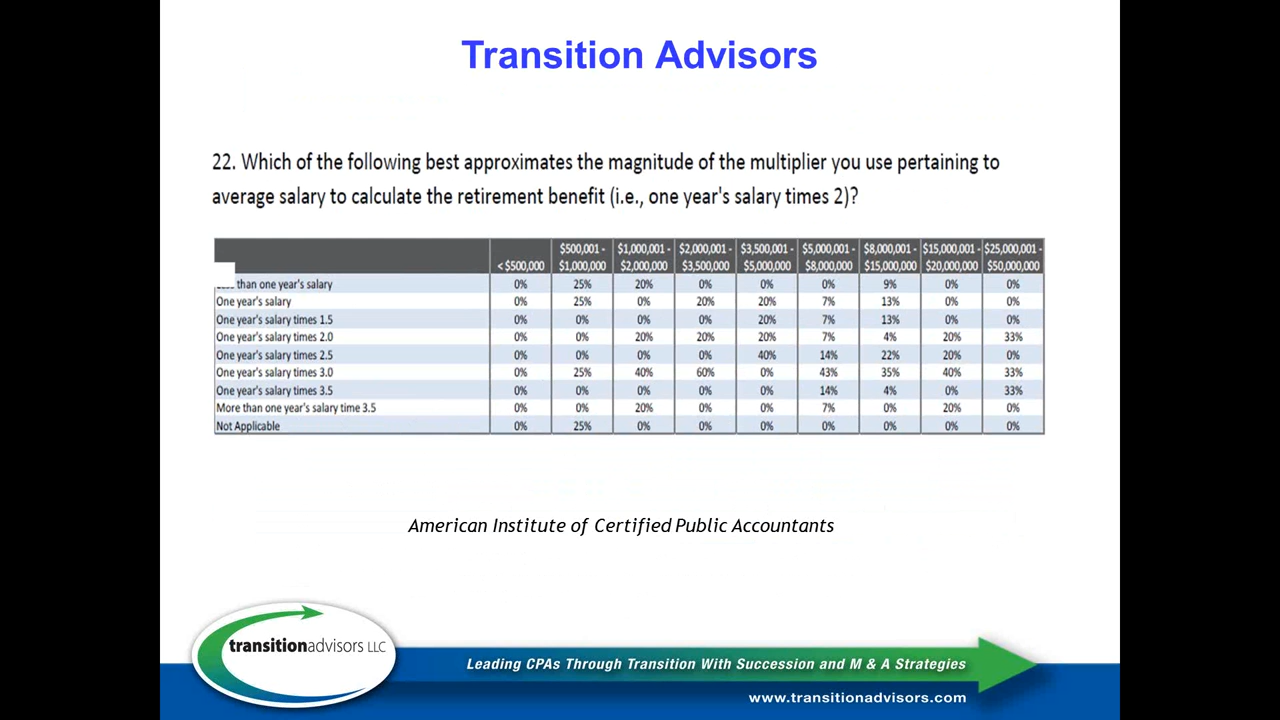 Transition Advisors
22. Which of the following best approximates the magnitude of the multiplier you use pertaining to
average salary to calculate the retirement benefit (i.e., one year's salary times 2)?
$500,001 - $1,000,001 - $2,000,001 - $3,500,001 - $5,000,001 - $8,000,001 - $15,000,001 - $25,000,001 -
< $500,000 $1,000,000 $2,000,000 $3,500,000 $5,000,000 $8,000,000 $15,000,000 $20,000,000 $50,000,000
than one year's salary 0% 25% 20% 0% 0% 0% 9% 0% 0%
One year's salary 0% 25% 0% 20% 20% 7% 13% 0% 0%
One year's salary times 1.5 0% 0% 0% 0% 20% 7% 13% 0% 0%
One year's salary times 2.0 0% 0% 20% 20% 20% 7% 4% 20% 33%
One year's salary times 2.5 0% 0% 0% 0% 40% 14% 22% 20% 0%
One year's salary times 3.0 0% 25% 40% 60% 0% 43% 35% 40% 33%
One year's salary times 3.5 0% 0% 0% 0% 0% 14% 4% 0% 33%
More than one year's salary time 3.5 0% 0% 20% 0% 0% 7% 0% 20% 0%
Not Applicable 0% 25% 0% 0% 0% 0% 0% 0% 0%
American Institute of Certified Public Accountants
transitionadvisors LLC
Leading CPAs Through Transition With Succession and M & A Strategies
www.transitionadvisors.com